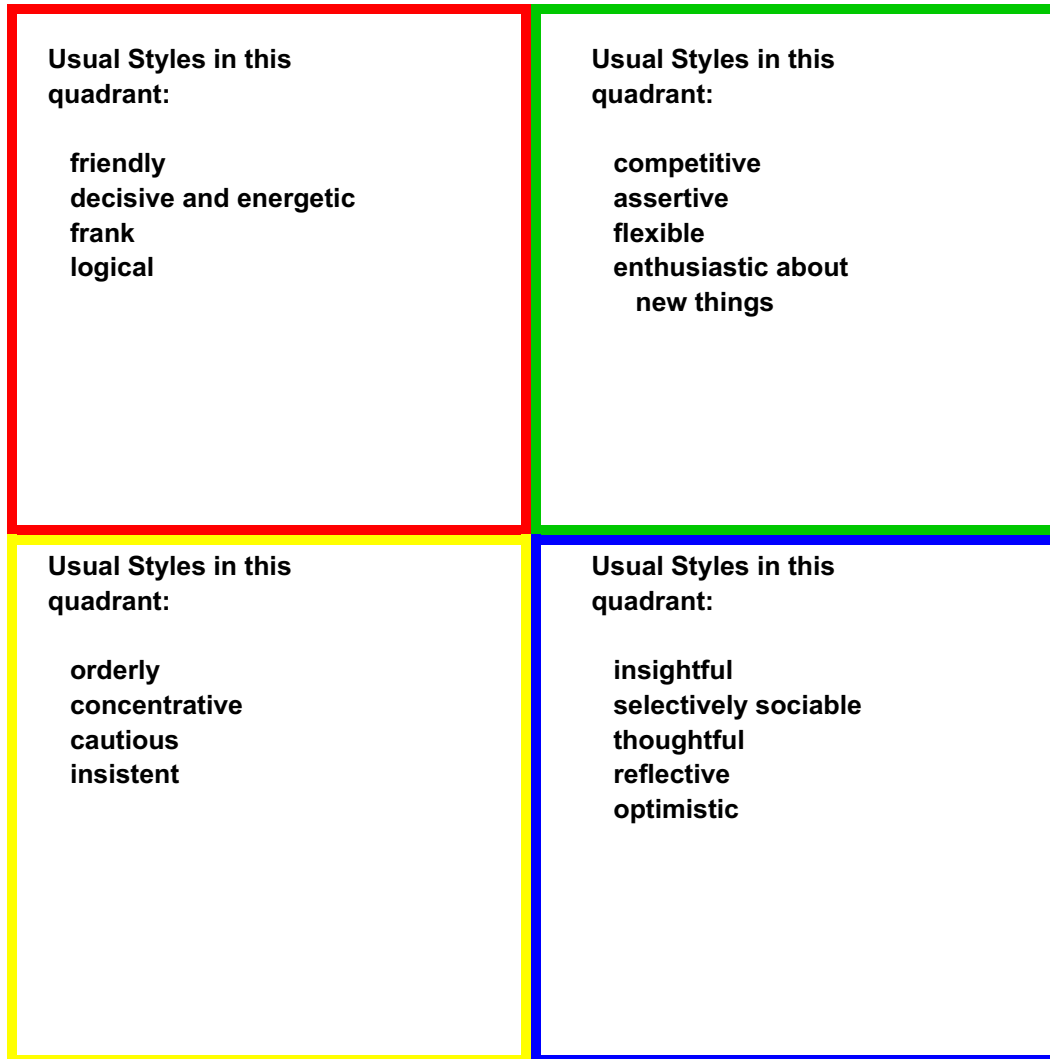 Usual Styles in this
quadrant:
friendly
decisive and energetic
frank
logical
Usual Styles in this
quadrant:
competitive
assertive
flexible
enthusiastic about
new things
Usual Styles in this
quadrant:
orderly
concentrative
cautious
insistent
Usual Styles in this
quadrant:
insightful
selectively sociable
thoughtful
reflective
optimistic